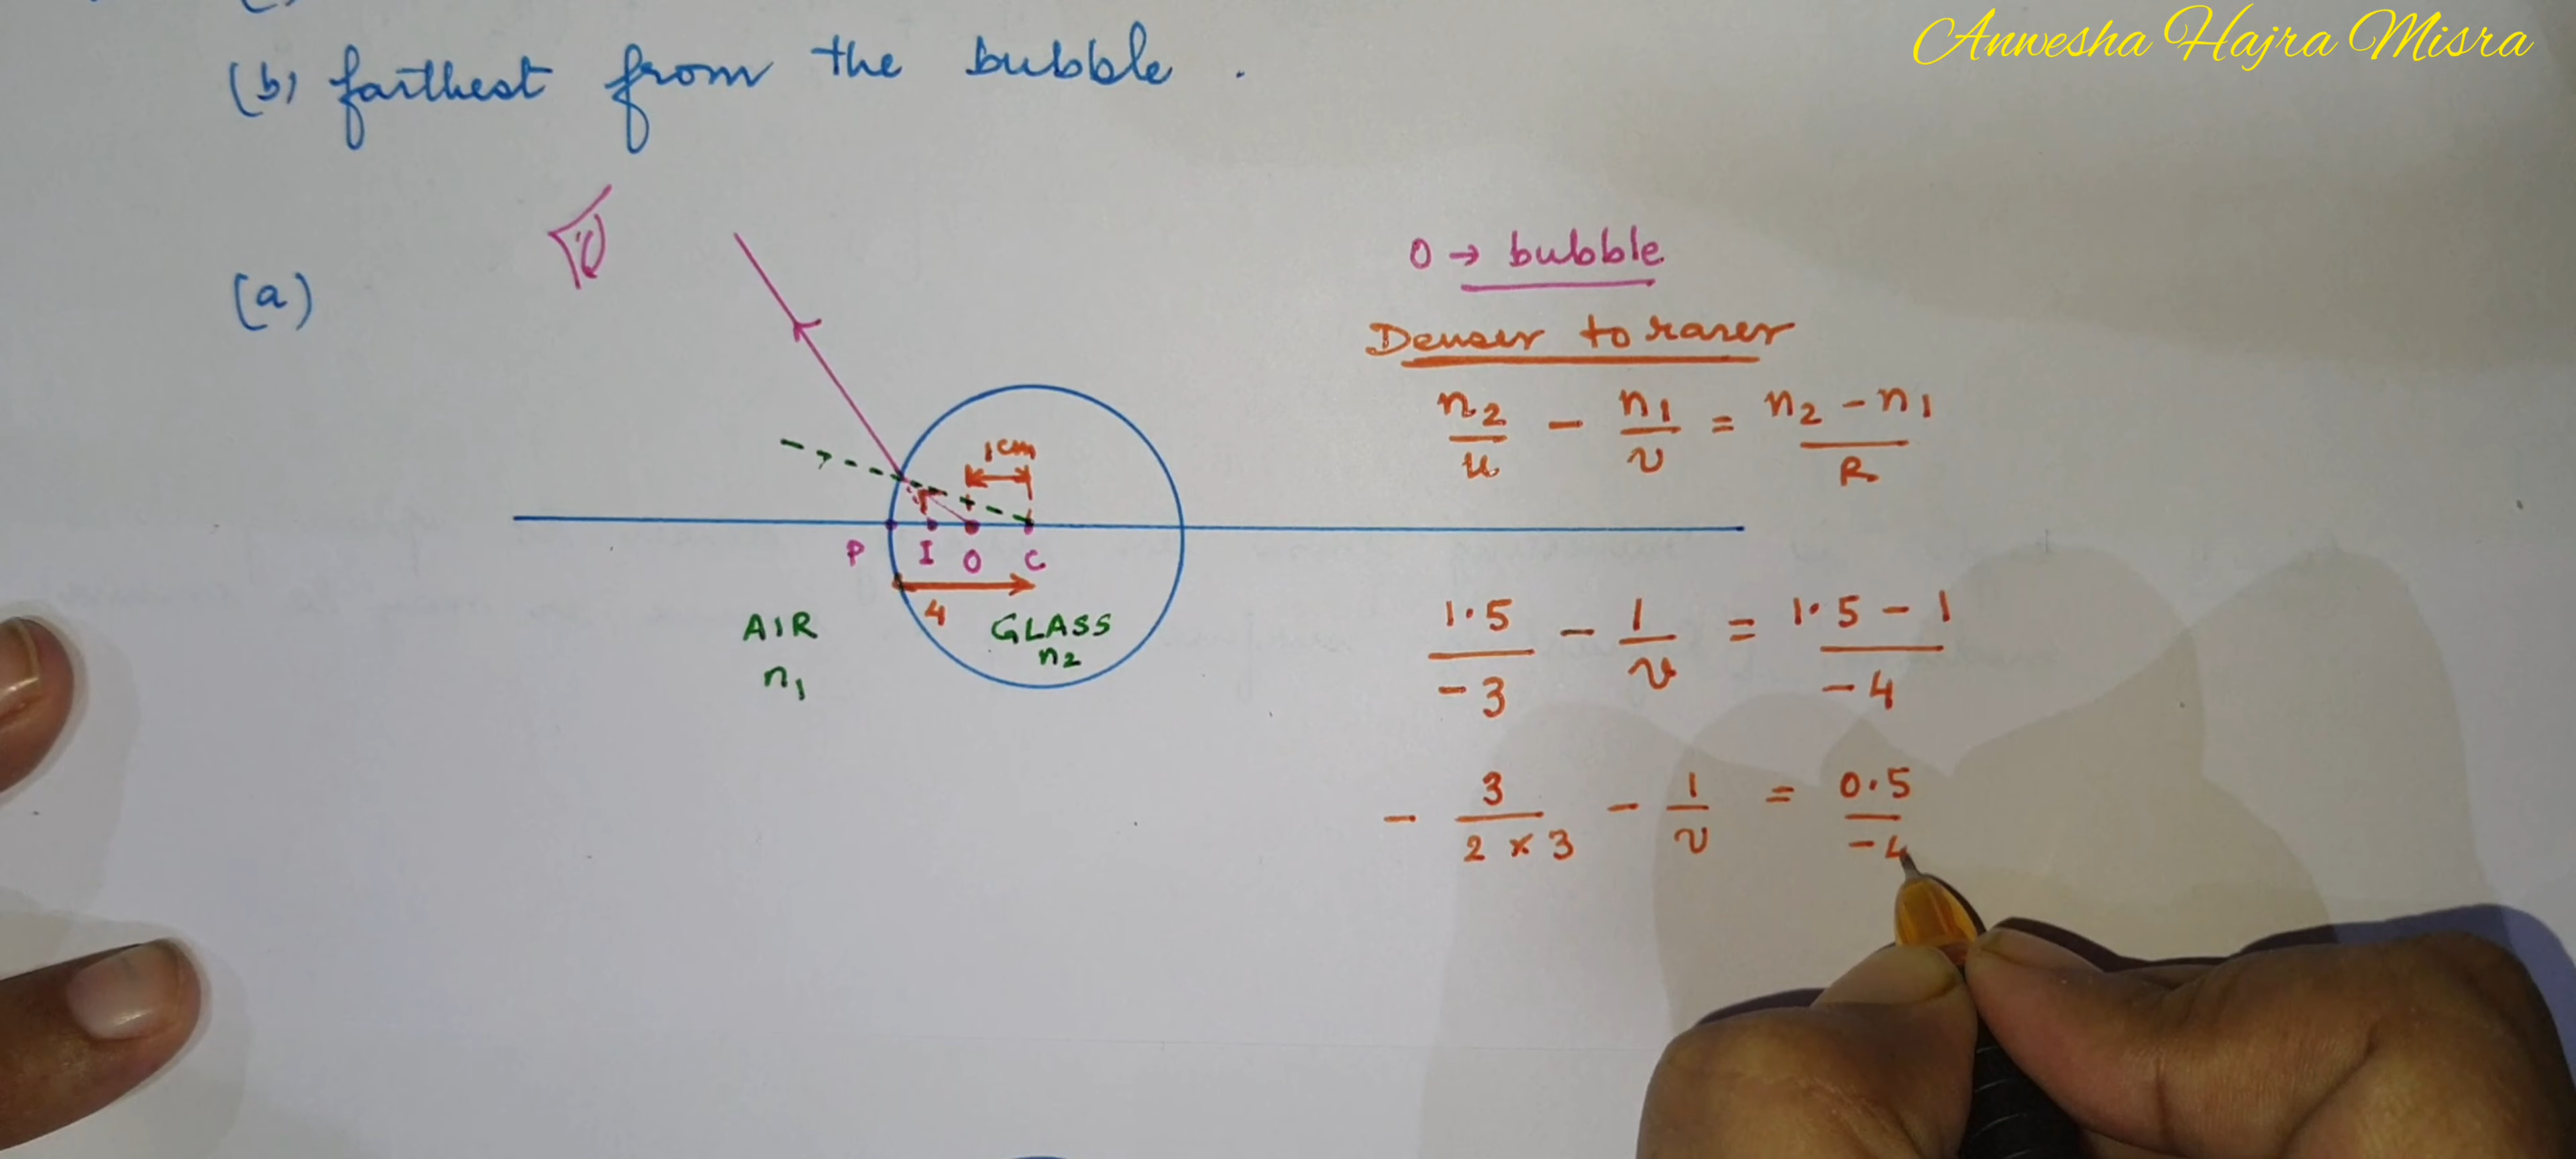 Anwesha Hajra Misra
(b) farthest from the bubble.
(a)
O → bubble
Denser to rarer
n₂/u - n₁/v = n₂ - n₁/R
1cm
P I O C
4
AIR
n₁
GLASS
n₂
1.5/-3 - 1/v = 1.5 - 1/-4
- 3/2 × 3 - 1/v = 0.5/-4